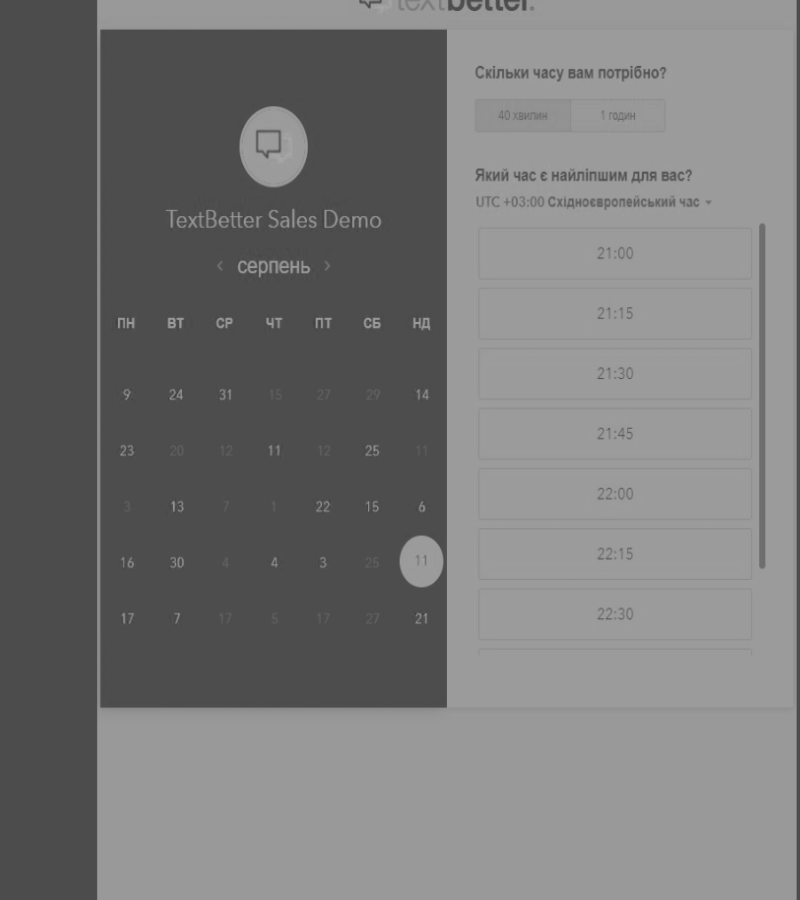 textbetter.
TextBetter Sales Demo
‹ серпень ›
ПН ВТ СР ЧТ ПТ СБ НД
9 24 31 15 27 29 14
23 20 12 11 12 25 11
3 13 7 1 22 15 6
16 30 4 4 3 25 11
17 7 17 5 17 27 21
Скільки часу вам потрібно?
40 хвилин 1 годин
Який час є найліпшим для вас?
UTC +03:00 Східноєвропейський час
21:00
21:15
21:30
21:45
22:00
22:15
22:30